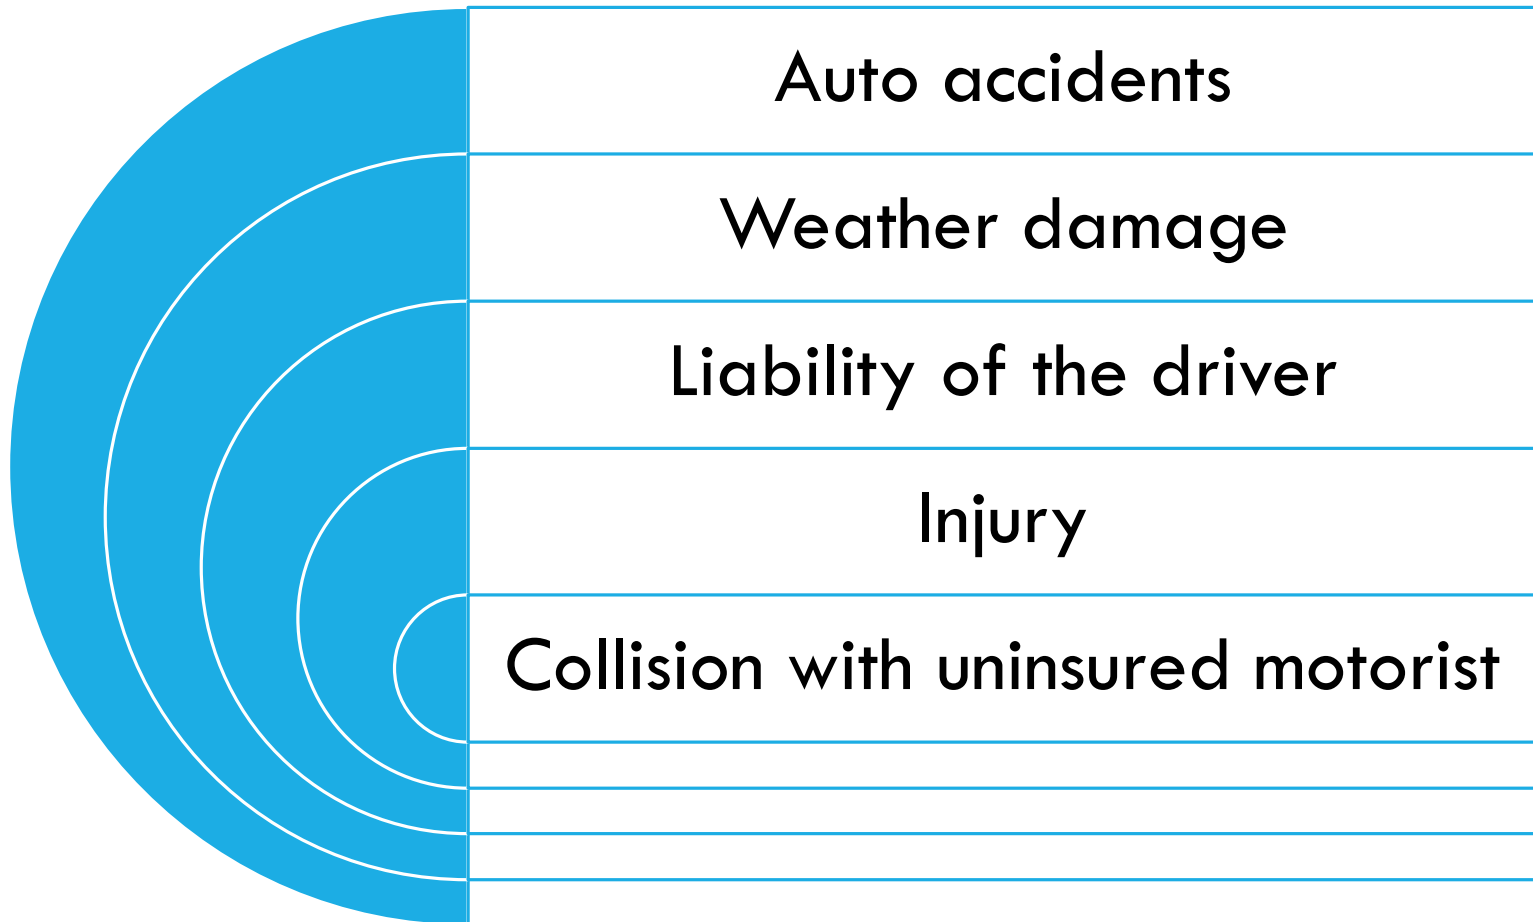 Auto accidents
Weather damage
Liability of the driver
Injury
Collision with uninsured motorist